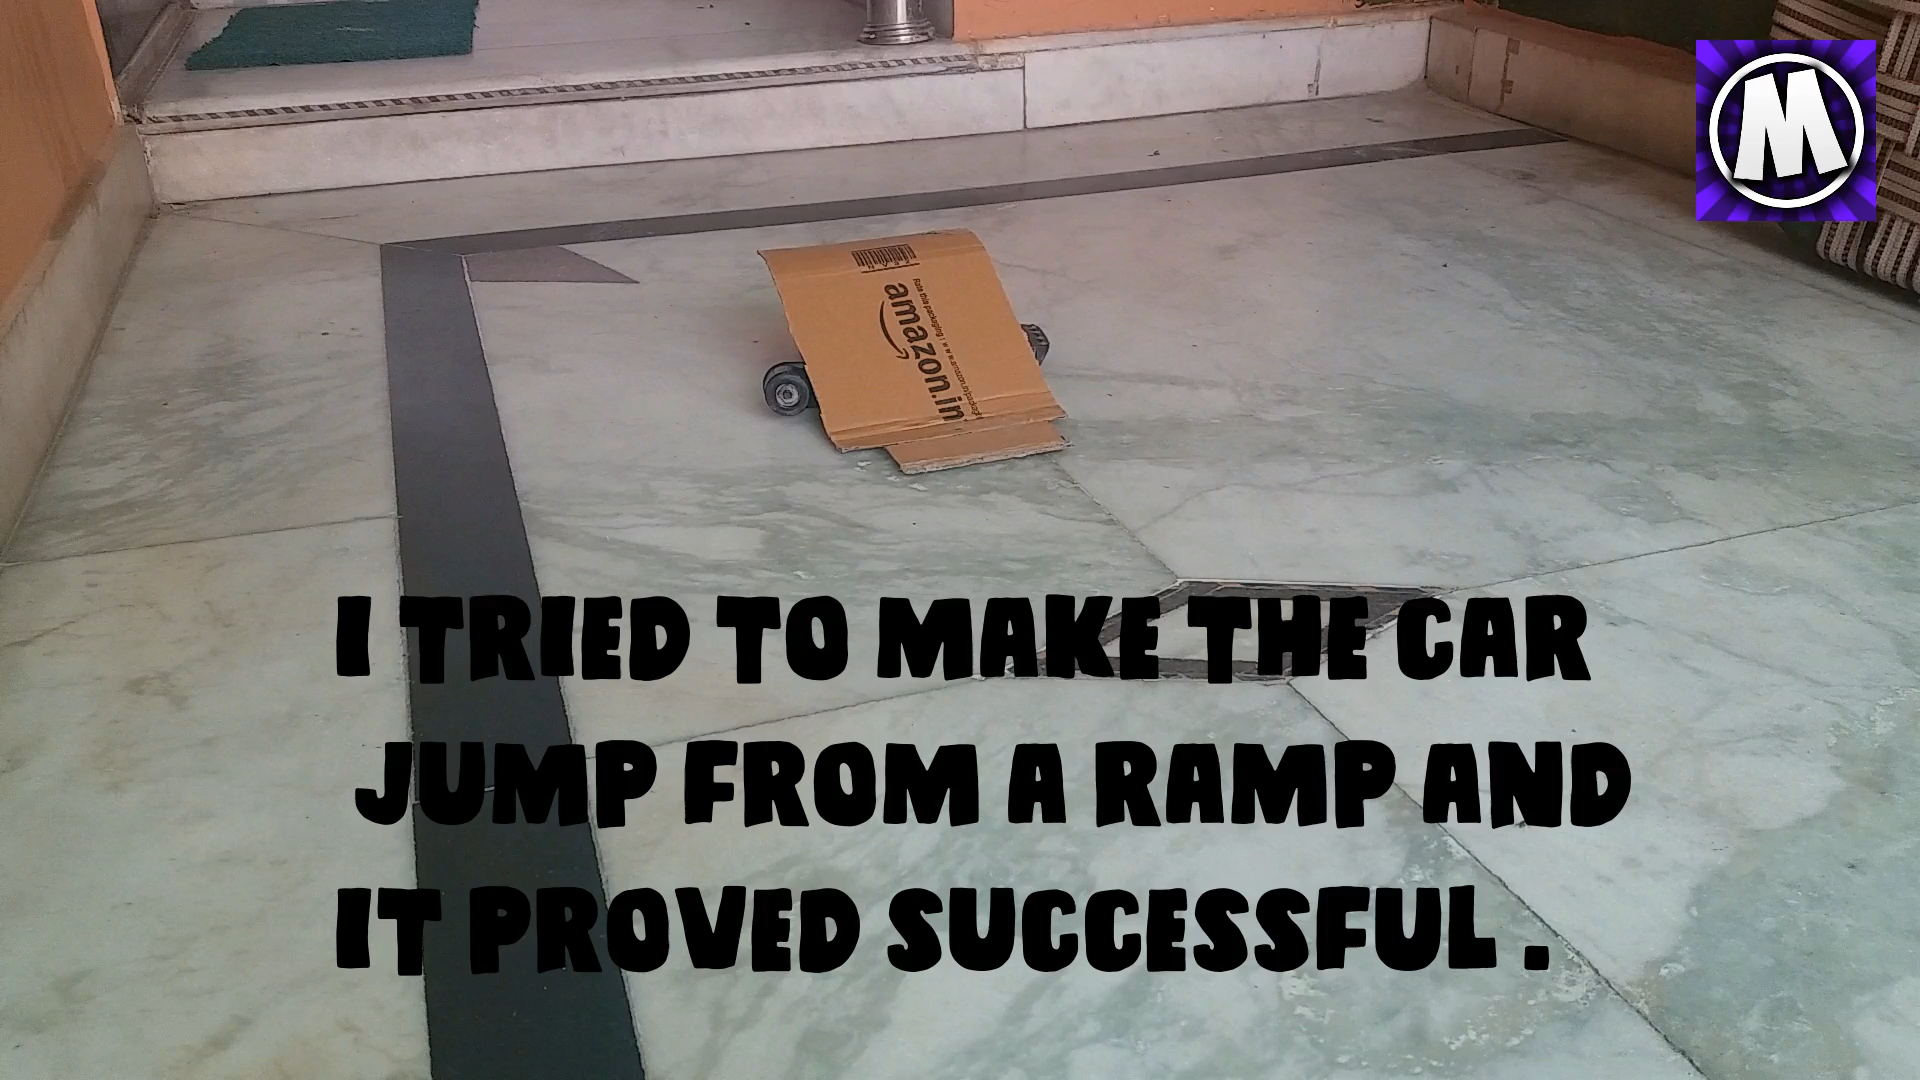 M
amazon.in
I TRIED TO MAKE THE CAR
JUMP FROM A RAMP AND
IT PROVED SUCCESSFUL .